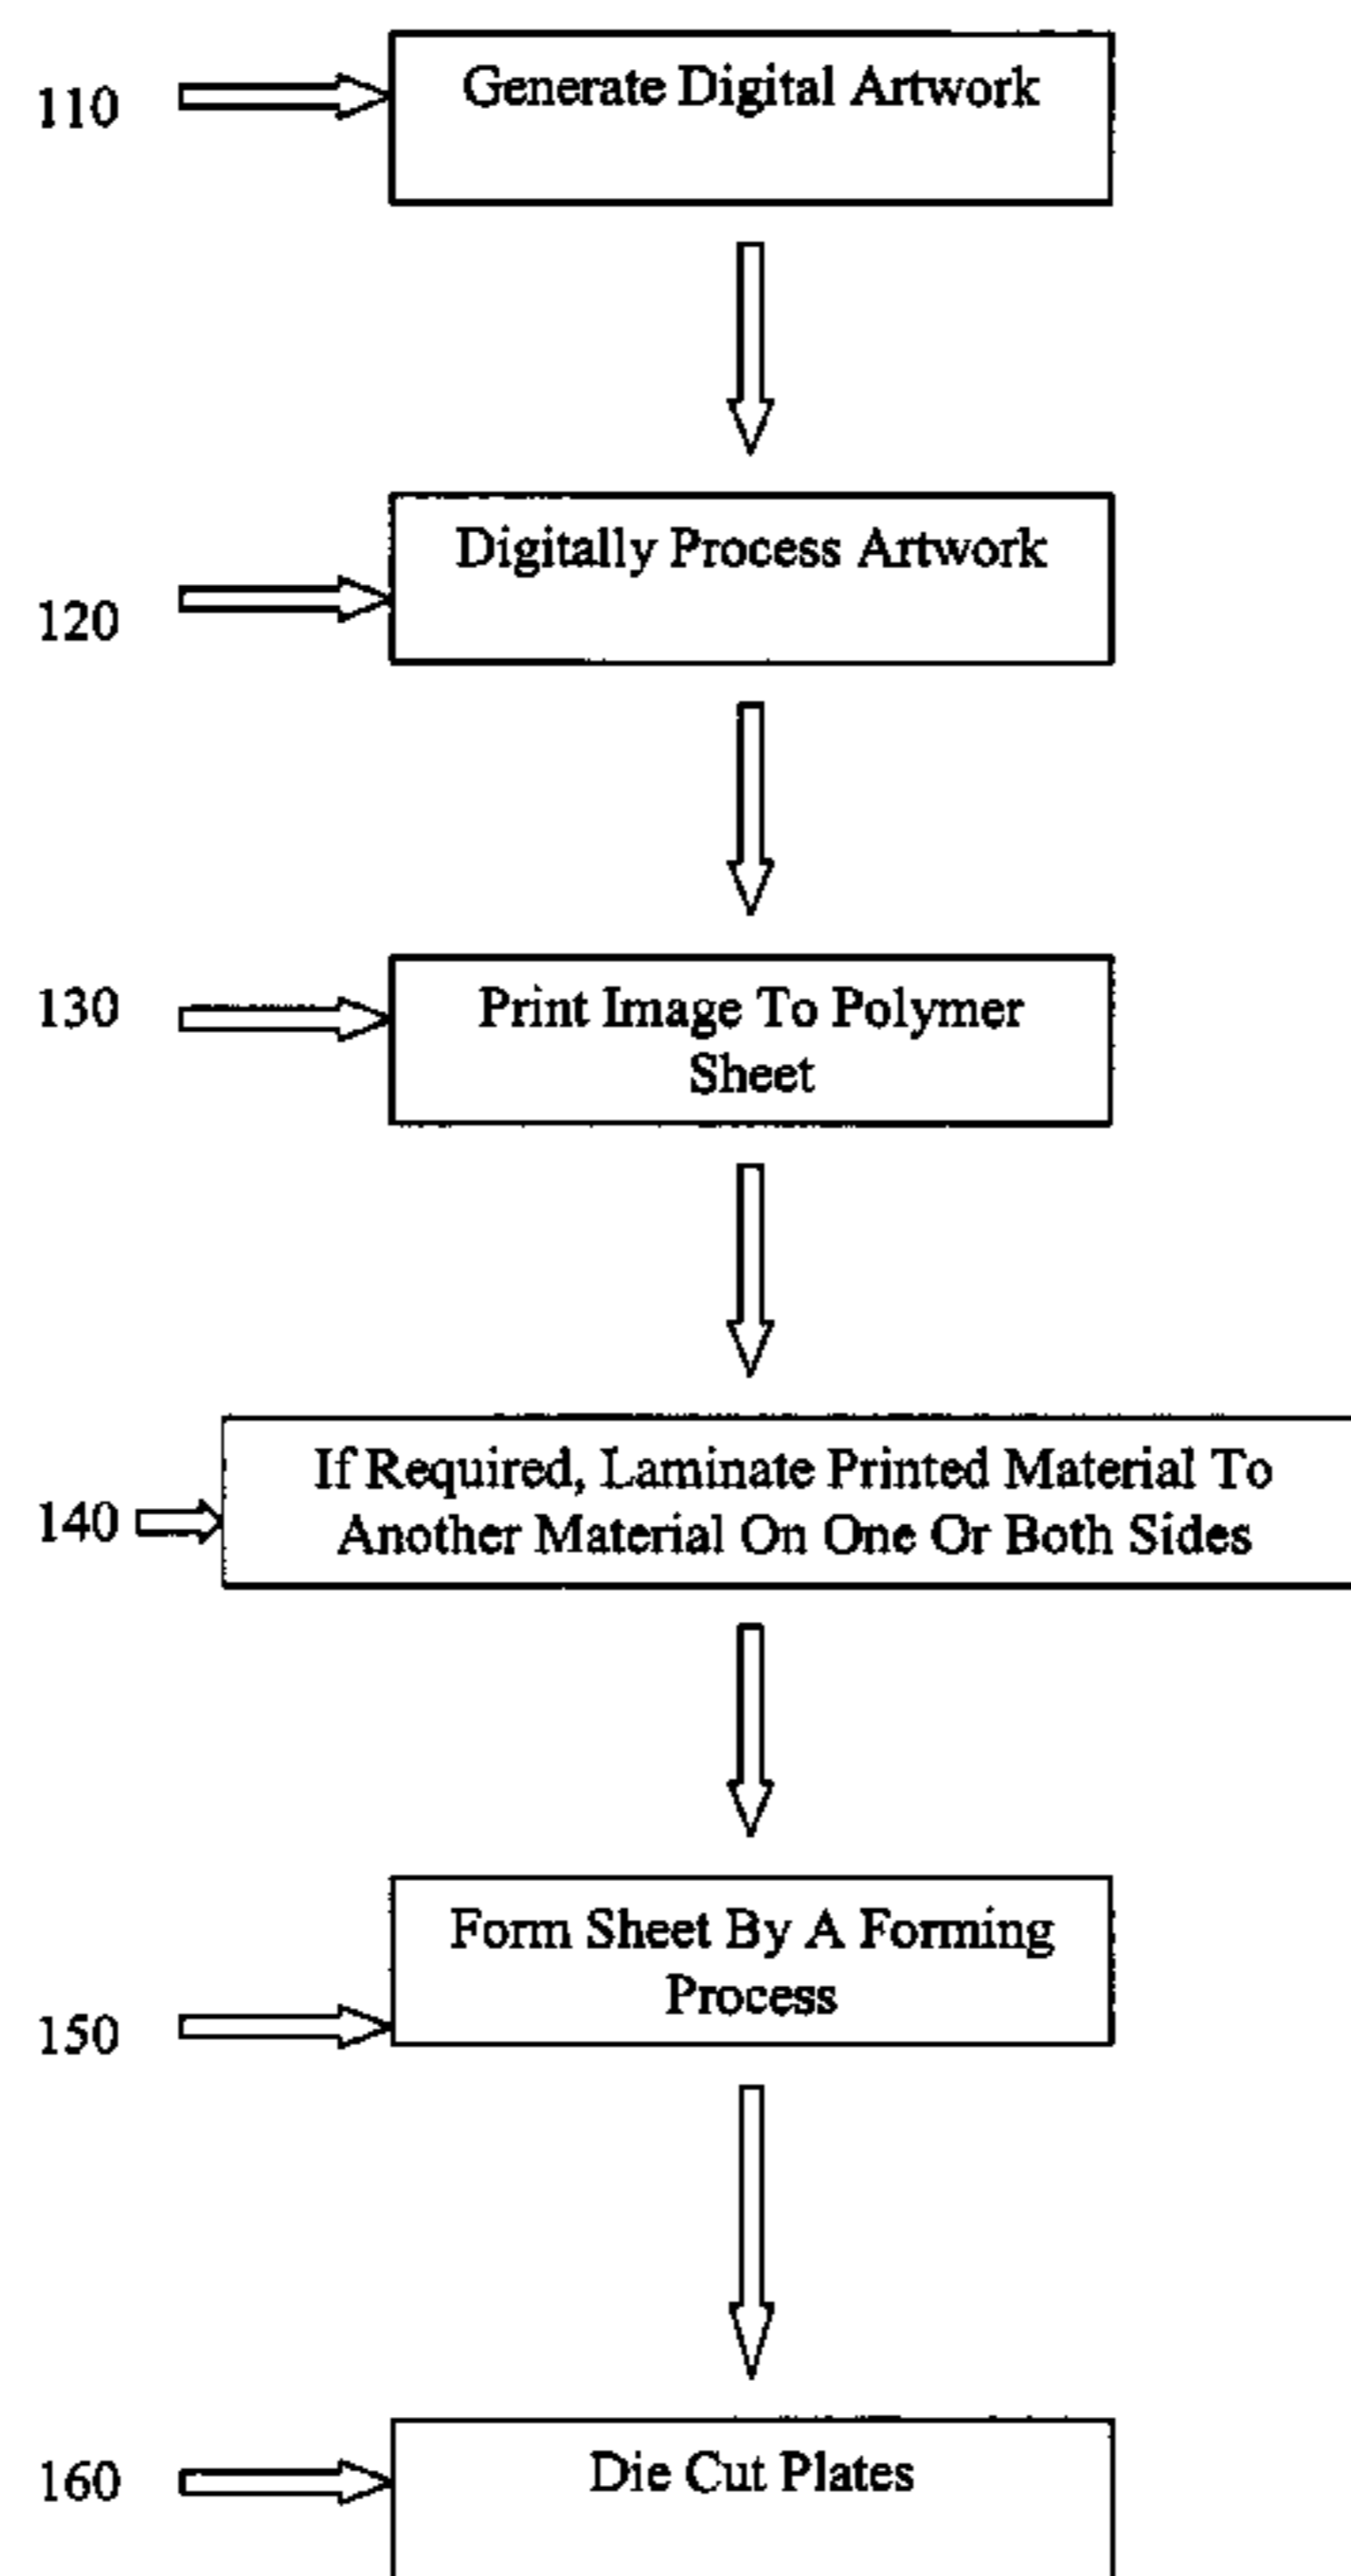 110
Generate Digital Artwork
120
Digitally Process Artwork
130
Print Image To Polymer
Sheet
140
If Required, Laminate Printed Material To
Another Material On One Or Both Sides
150
Form Sheet By A Forming
Process
160
Die Cut Plates